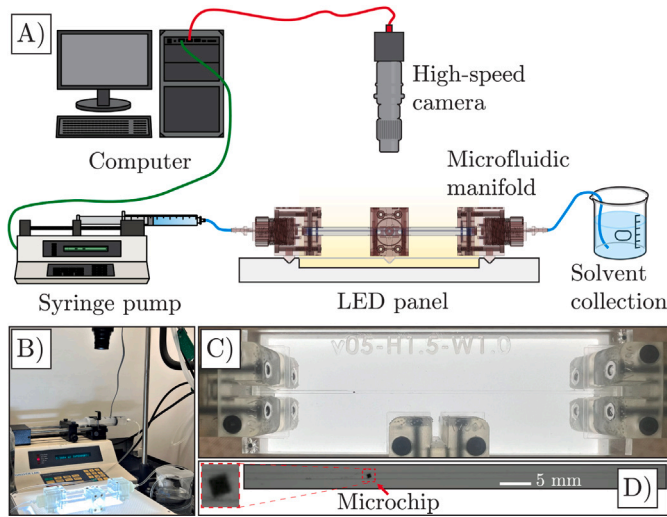 A)
High-speed
camera
Computer
Microfluidic
manifold
Syringe pump
LED panel
Solvent
collection
B)
C)
v05-H1.5-W1.0
5 mm
D)
Microchip